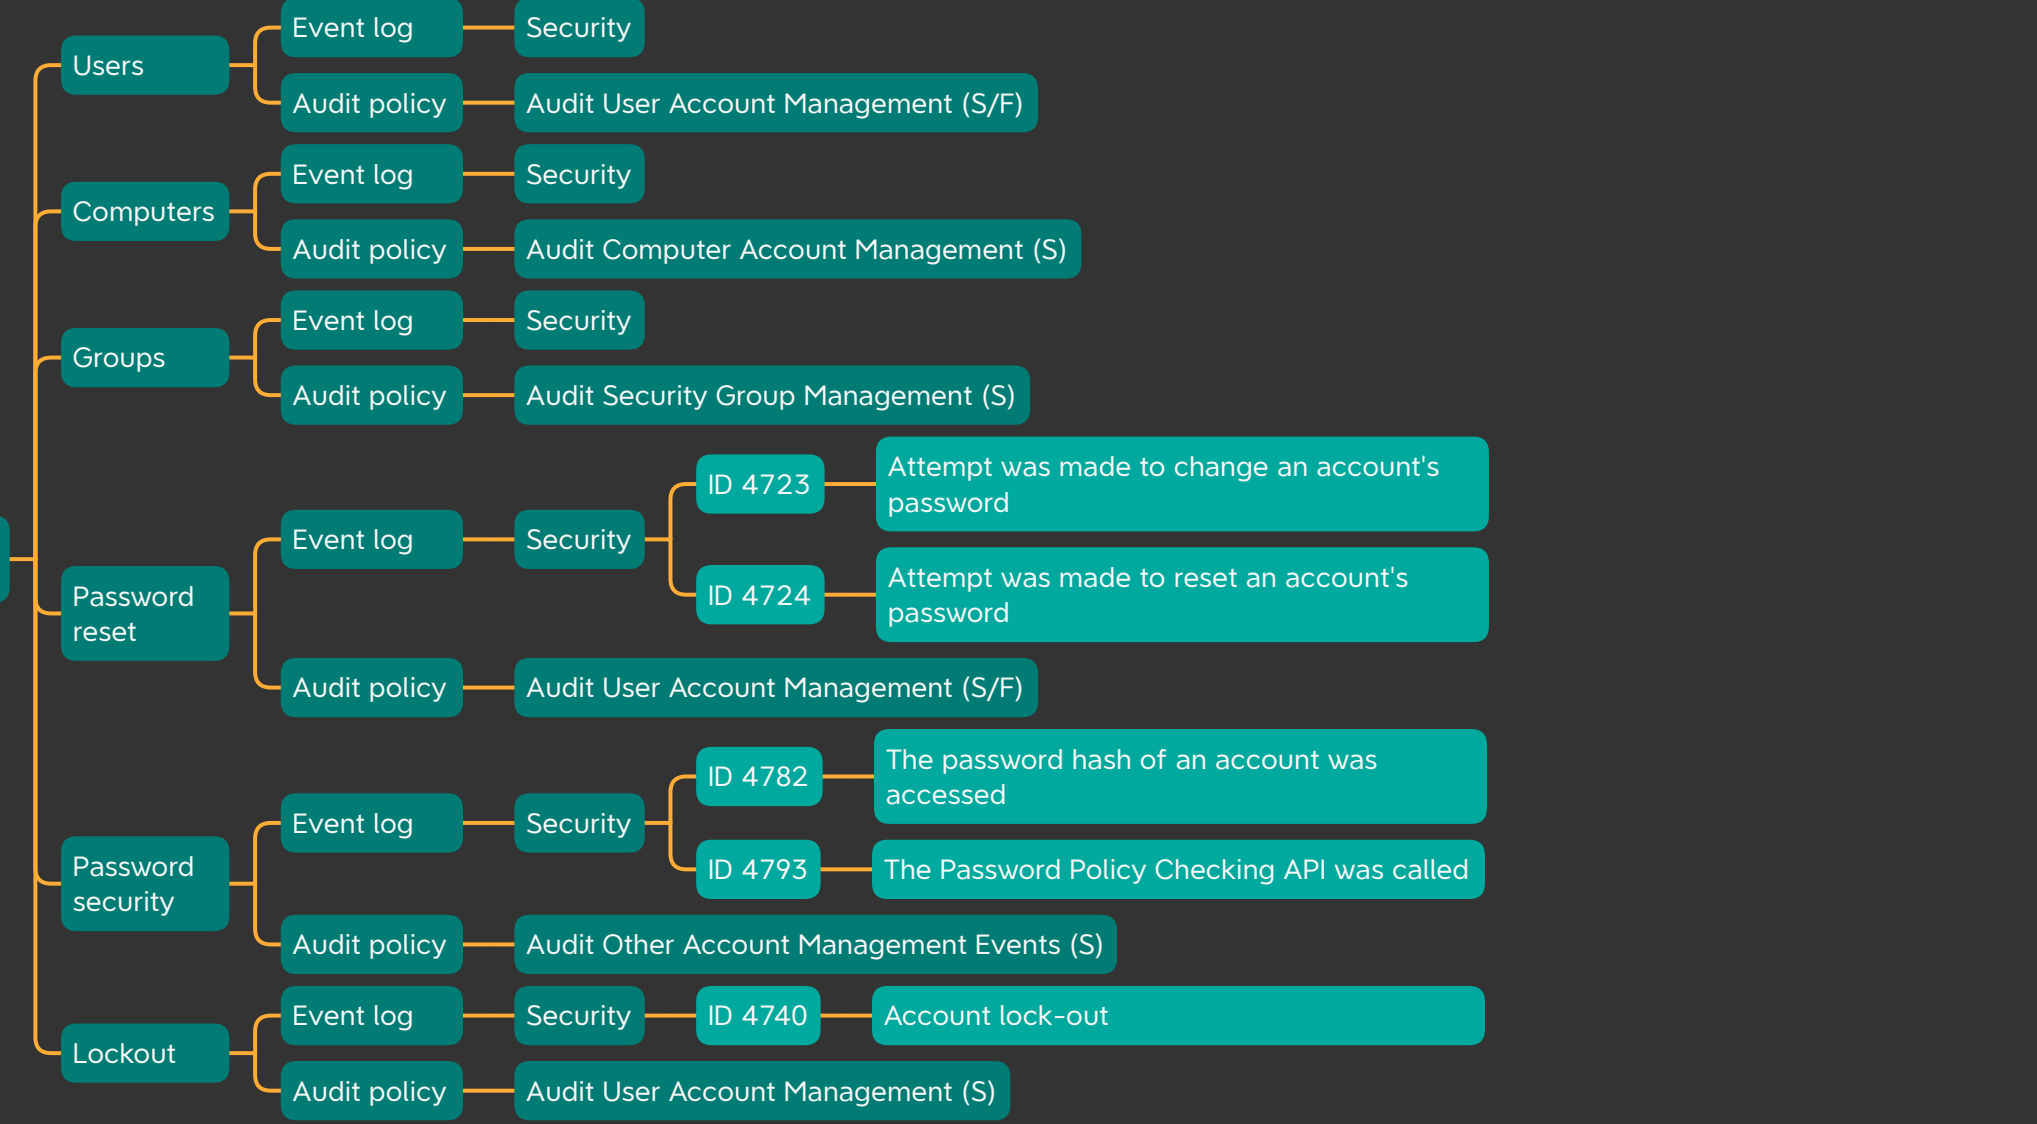 Users
Event log
Security
Audit policy
Audit User Account Management (S/F)
Computers
Event log
Security
Audit policy
Audit Computer Account Management (S)
Groups
Event log
Security
Audit policy
Audit Security Group Management (S)
Password
reset
Event log
Security
ID 4723
Attempt was made to change an account's
password
ID 4724
Attempt was made to reset an account's
password
Audit policy
Audit User Account Management (S/F)
Password
security
Event log
Security
ID 4782
The password hash of an account was
accessed
ID 4793
The Password Policy Checking API was called
Audit policy
Audit Other Account Management Events (S)
Lockout
Event log
Security
ID 4740
Account lock-out
Audit policy
Audit User Account Management (S)